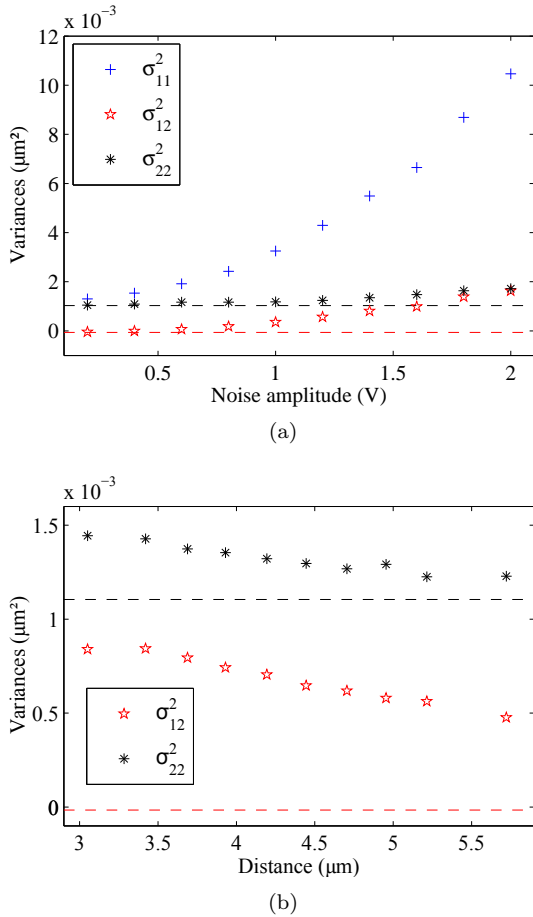 x 10⁻³
12
10
8
6
4
2
0
Variances (µm²)
σ²₁₁
σ²₁₂
σ²₂₂
0.5 1 1.5 2
Noise amplitude (V)
(a)
x 10⁻³
1.5
1
0.5
0
Variances (µm²)
σ²₁₂
σ²₂₂
3 3.5 4 4.5 5 5.5
Distance (µm)
(b)